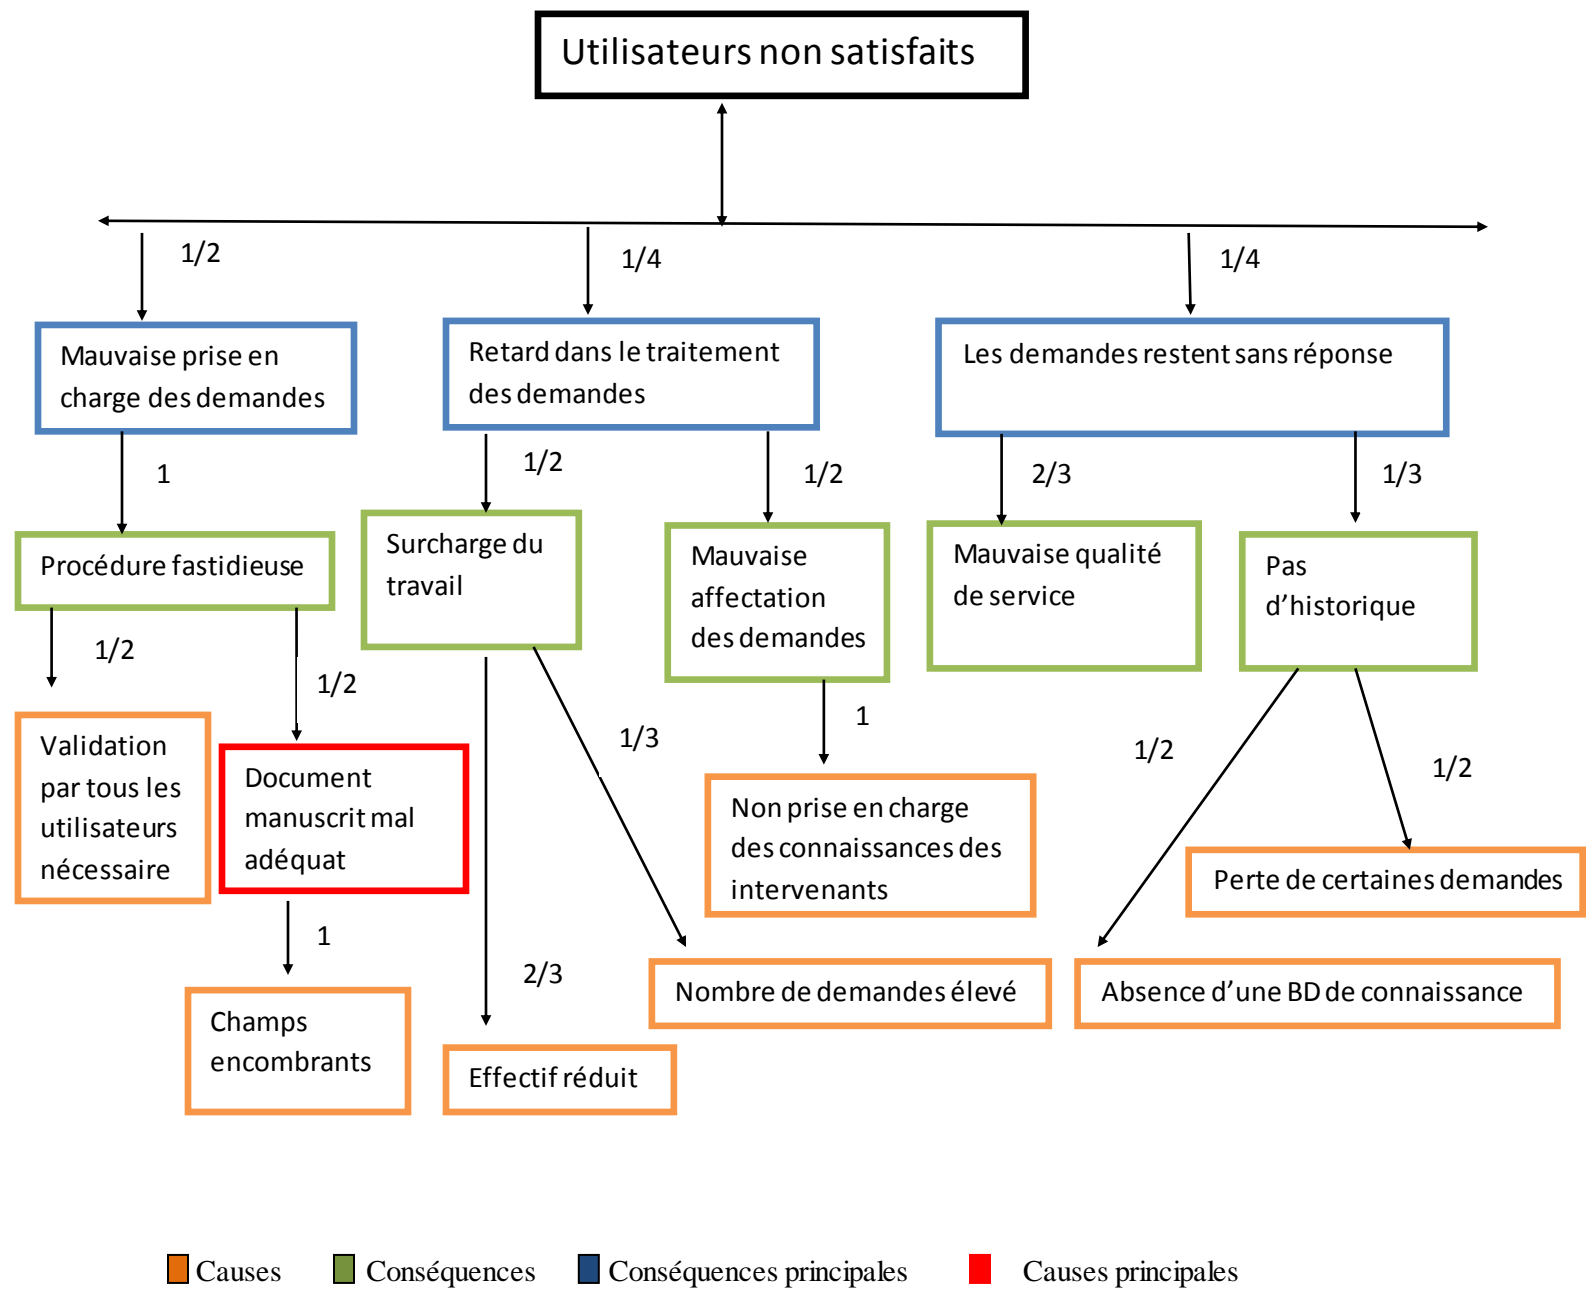 Utilisateurs non satisfaits
1/2
1/4
1/4
Mauvaise prise en
charge des demandes
Retard dans le traitement
des demandes
Les demandes restent sans réponse
1
1/2
1/2
2/3
1/3
Procédure fastidieuse
Surcharge du
travail
Mauvaise
affectation
des demandes
Mauvaise qualité
de service
Pas
d’historique
1/2
1/2
1/3
1
1/2
1/2
Validation
par tous les
utilisateurs
nécessaire
Document
manuscrit mal
adéquat
Non prise en charge
des connaissances des
intervenants
Perte de certaines demandes
1
2/3
Nombre de demandes élevé
Absence d’une BD de connaissance
Champs
encombrants
Effectif réduit
Causes Conséquences Conséquences principales Causes principales